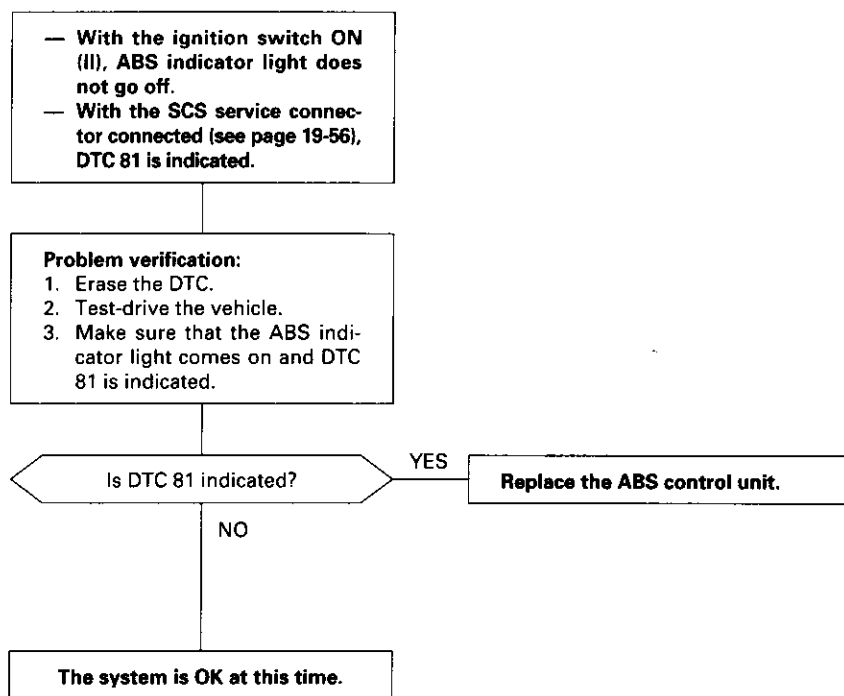 — With the ignition switch ON
(II), ABS indicator light does
not go off.
— With the SCS service connec-
tor connected (see page 19-56),
DTC 81 is indicated.
Problem verification:
1. Erase the DTC.
2. Test-drive the vehicle.
3. Make sure that the ABS indi-
cator light comes on and DTC
81 is indicated.
Is DTC 81 indicated?
YES
Replace the ABS control unit.
NO
The system is OK at this time.